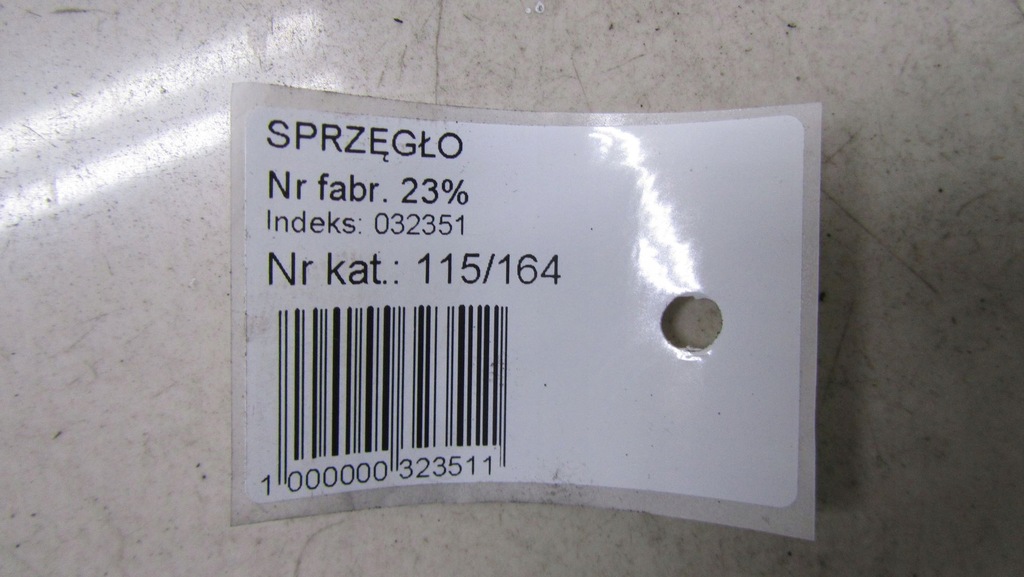 SPRZĘGŁO
Nr fabr. 23%
Indeks: 032351
Nr kat.: 115/164
1 000000 323511